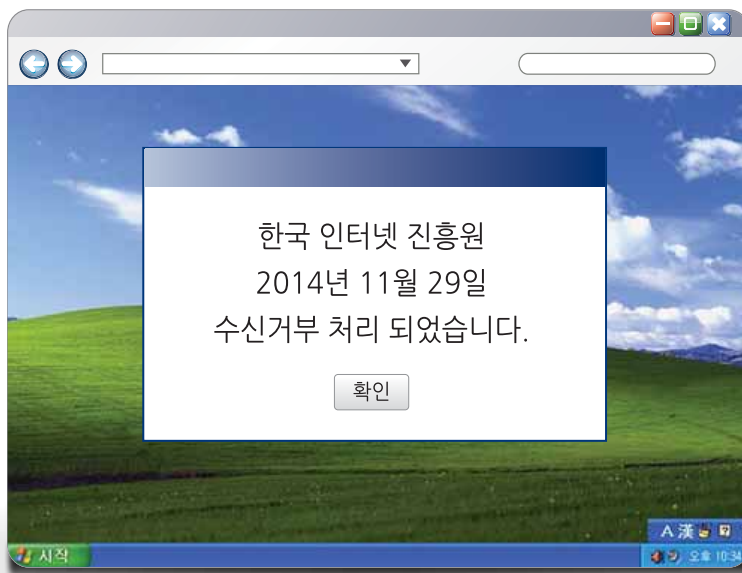 한국 인터넷 진흥원
2014년 11월 29일
수신거부 처리 되었습니다.
확인
A 漢
시작
오후 10:34